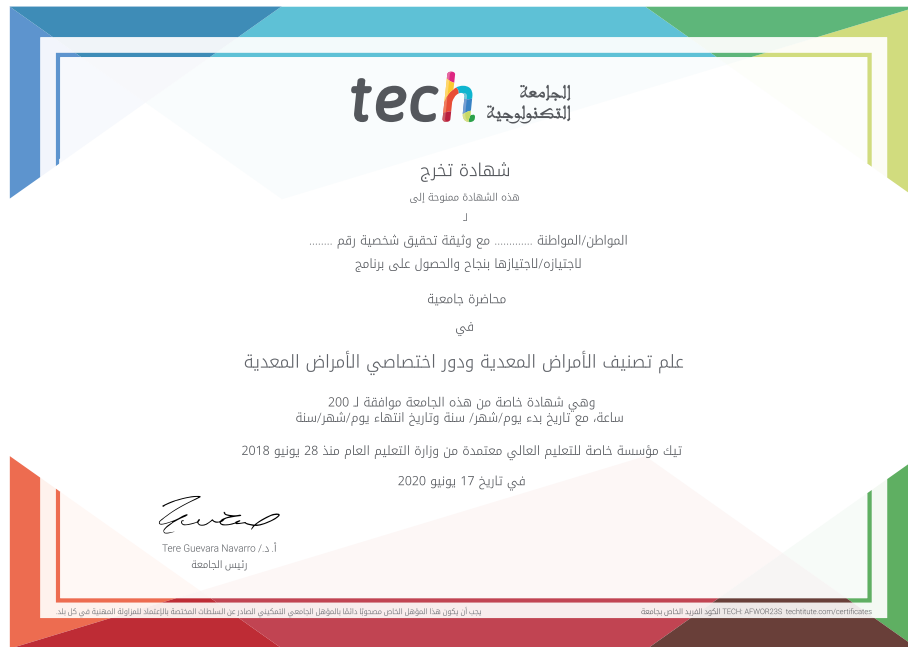 tech الجامعة
التكنولوجية
شهادة تخرج
هذه الشهادة ممنوحة إلى
لـ
المواطن/المواطنة ............. مع وثيقة تحقيق شخصية رقم ........
لاجتيازه/لاجتيازها بنجاح والحصول على برنامج
محاضرة جامعية
في
علم تصنيف الأمراض المعدية ودور اختصاصي الأمراض المعدية
وهي شهادة خاصة من هذه الجامعة موافقة لـ 200
ساعة، مع تاريخ بدء يوم/شهر/ سنة وتاريخ انتهاء يوم/شهر/سنة
تيك مؤسسة خاصة للتعليم العالي معتمدة من وزارة التعليم العام منذ 28 يونيو 2018
في تاريخ 17 يونيو 2020
أ. د./ Tere Guevara Navarro
رئيس الجامعة
يجب أن يكون هذا المؤهل الخاص مصحوبًا دائمًا بالمؤهل الجامعي التمكيني الصادر عن السلطات المختصة بالإعتماد للمزاولة المهنية في كل بلد.
الكود الفريد الخاص بجامعة TECH: AFWOR23S techtitute.com/certificates